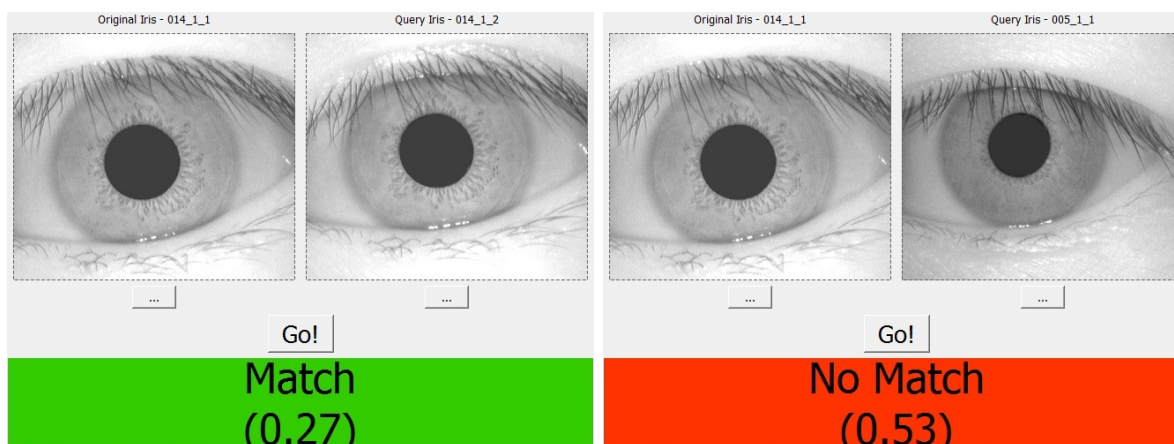 Original Iris - 014_1_1
Query Iris - 014_1_2
...
...
Go!
Match
(0.27)
Original Iris - 014_1_1
Query Iris - 005_1_1
...
...
Go!
No Match
(0.53)